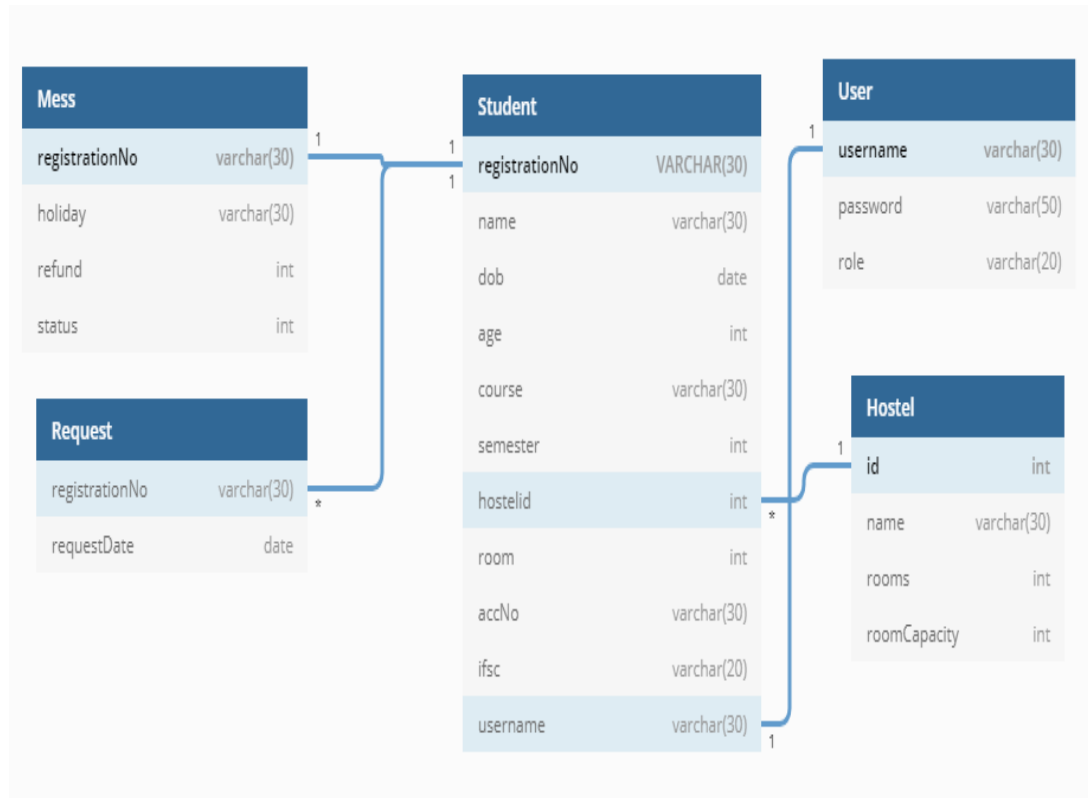 Mess
registrationNo varchar(30)
holiday varchar(30)
refund int
status int
1
Request
registrationNo varchar(30)
requestDate date
*
1
1
Student
registrationNo VARCHAR(30)
name varchar(30)
dob date
age int
course varchar(30)
semester int
hostelid int
room int
accNo varchar(30)
ifsc varchar(20)
username varchar(30)
*
1
1
User
username varchar(30)
password varchar(50)
role varchar(20)
1
Hostel
id int
name varchar(30)
rooms int
roomCapacity int